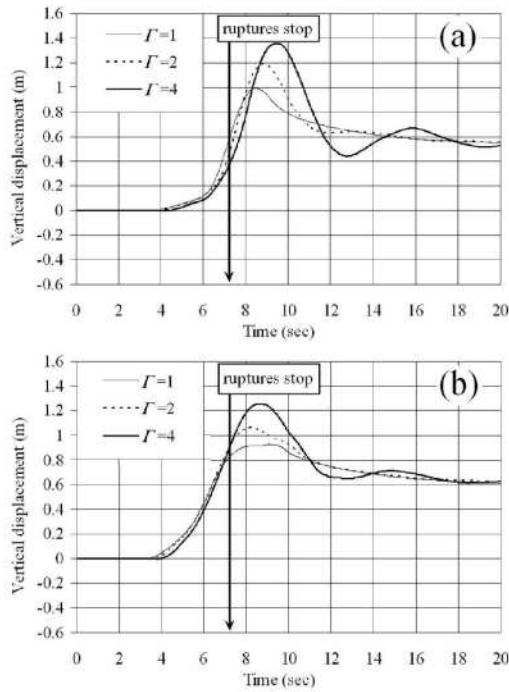 Γ=1
Γ=2
Γ=4
ruptures stop
(a)
Vertical displacement (m)
1.6
1.4
1.2
1
0.8
0.6
0.4
0.2
0
-0.2
-0.4
-0.6
0 2 4 6 8 10 12 14 16 18 20
Time (sec)
Γ=1
Γ=2
Γ=4
ruptures stop
(b)
Vertical displacement (m)
1.6
1.4
1.2
1
0.8
0.6
0.4
0.2
0
-0.2
-0.4
-0.6
0 2 4 6 8 10 12 14 16 18 20
Time (sec)